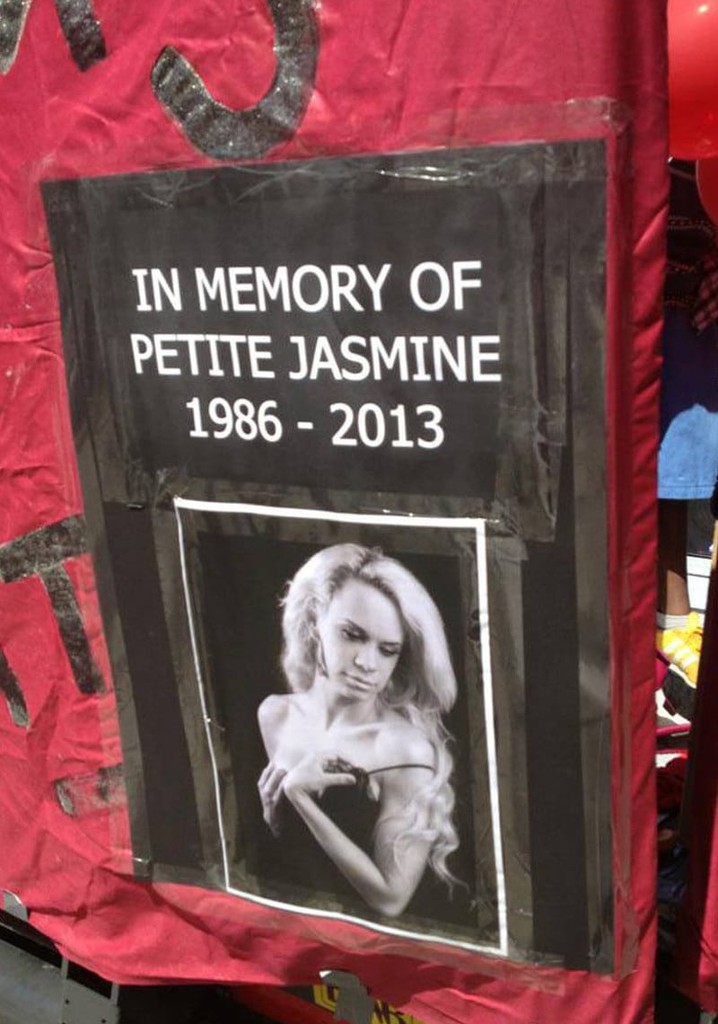 IN MEMORY OF
PETITE JASMINE
1986 - 2013